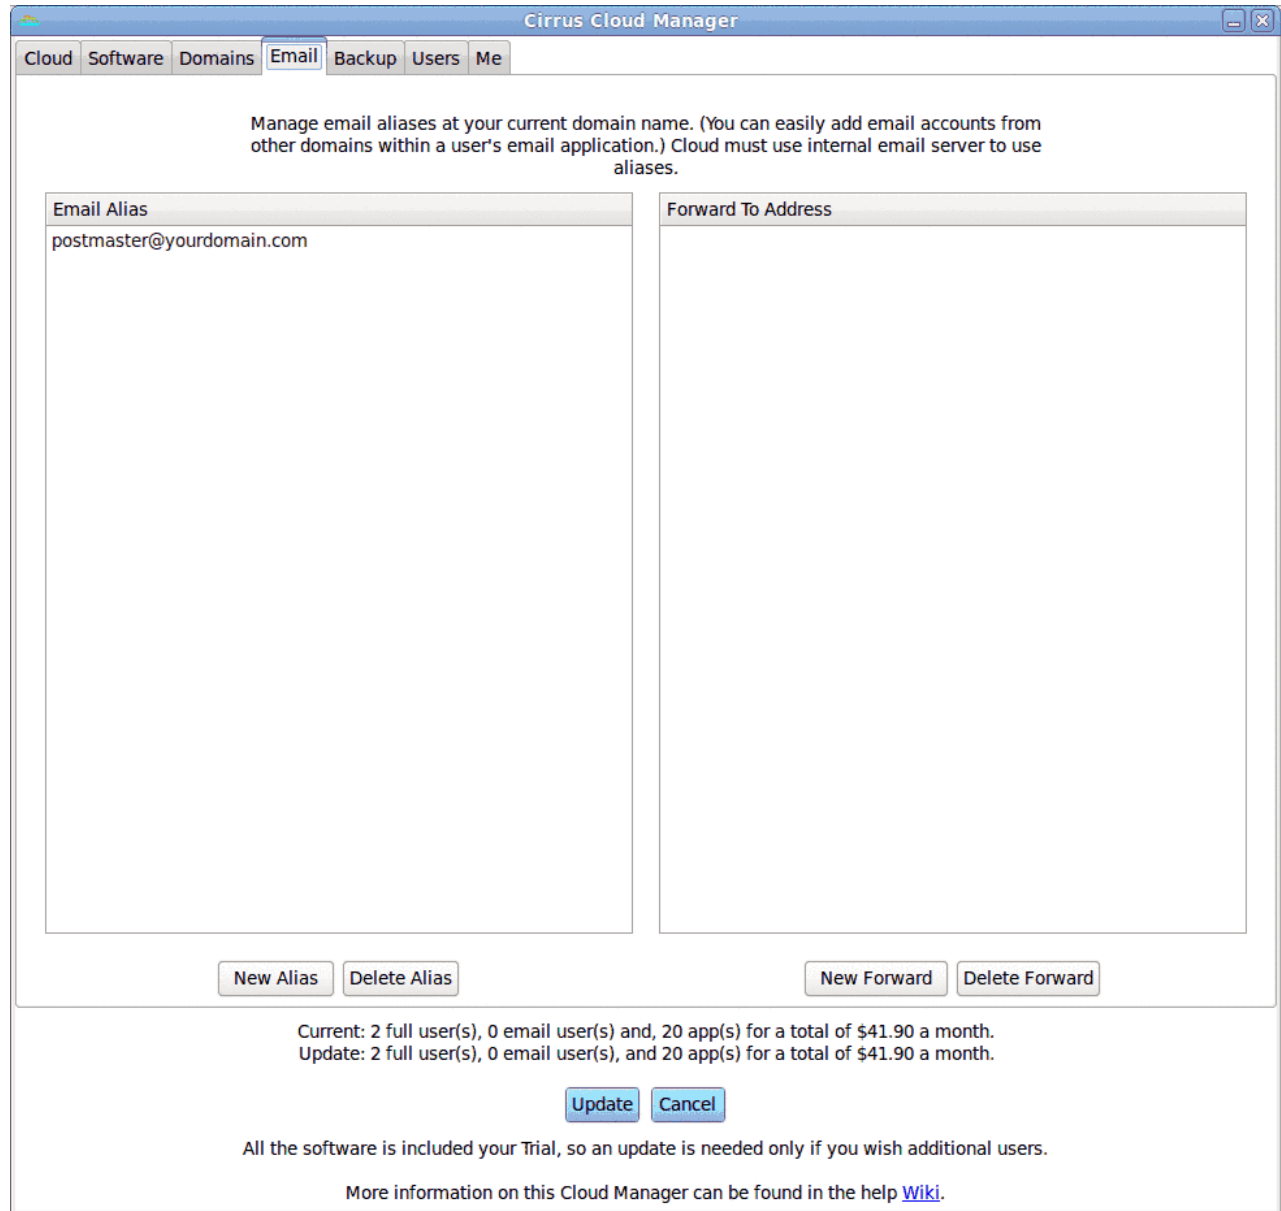 Cirrus Cloud Manager
Cloud Software Domains Email Backup Users Me
Manage email aliases at your current domain name. (You can easily add email accounts from
other domains within a user's email application.) Cloud must use internal email server to use
aliases.
Email Alias
postmaster@yourdomain.com
Forward To Address
New Alias Delete Alias
New Forward Delete Forward
Current: 2 full user(s), 0 email user(s) and, 20 app(s) for a total of $41.90 a month.
Update: 2 full user(s), 0 email user(s), and 20 app(s) for a total of $41.90 a month.
Update Cancel
All the software is included your Trial, so an update is needed only if you wish additional users.
More information on this Cloud Manager can be found in the help Wiki.